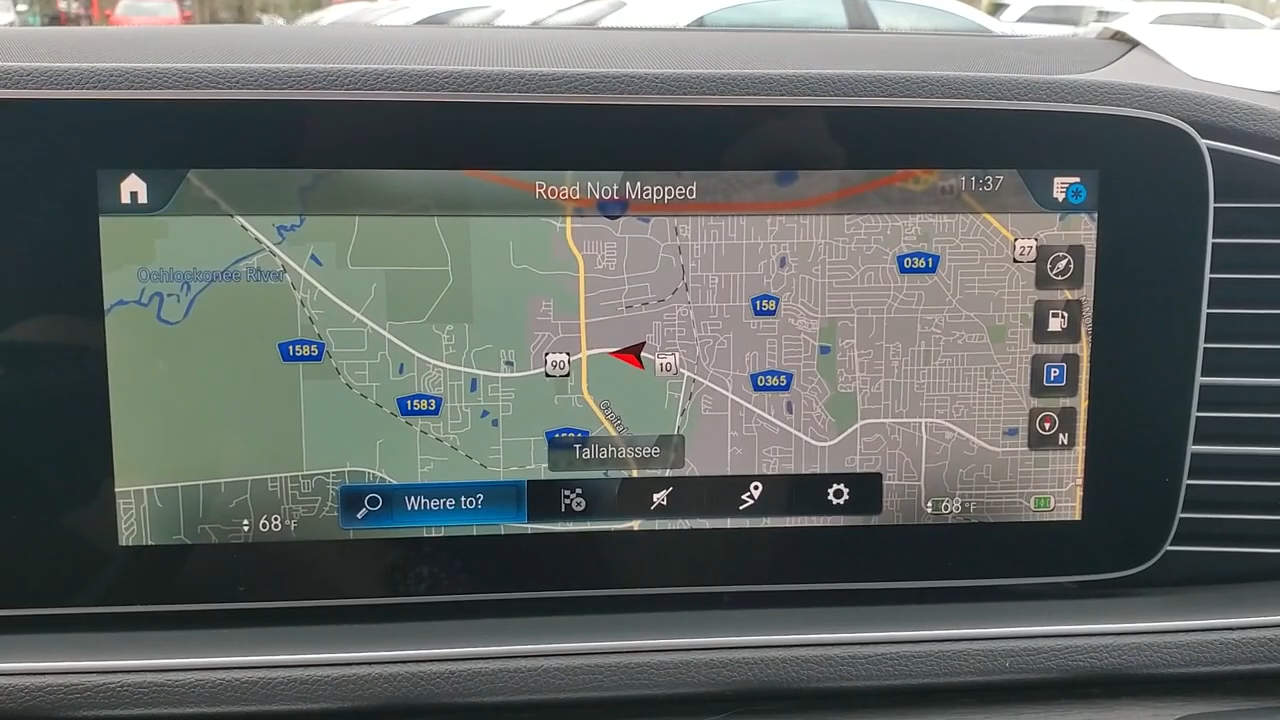 Road Not Mapped
11:37
Ochlockonee River
27
0361
158
1585
90
10
0365
P
1583
Capital
N
Tallahassee
Where to?
68°F
68°F